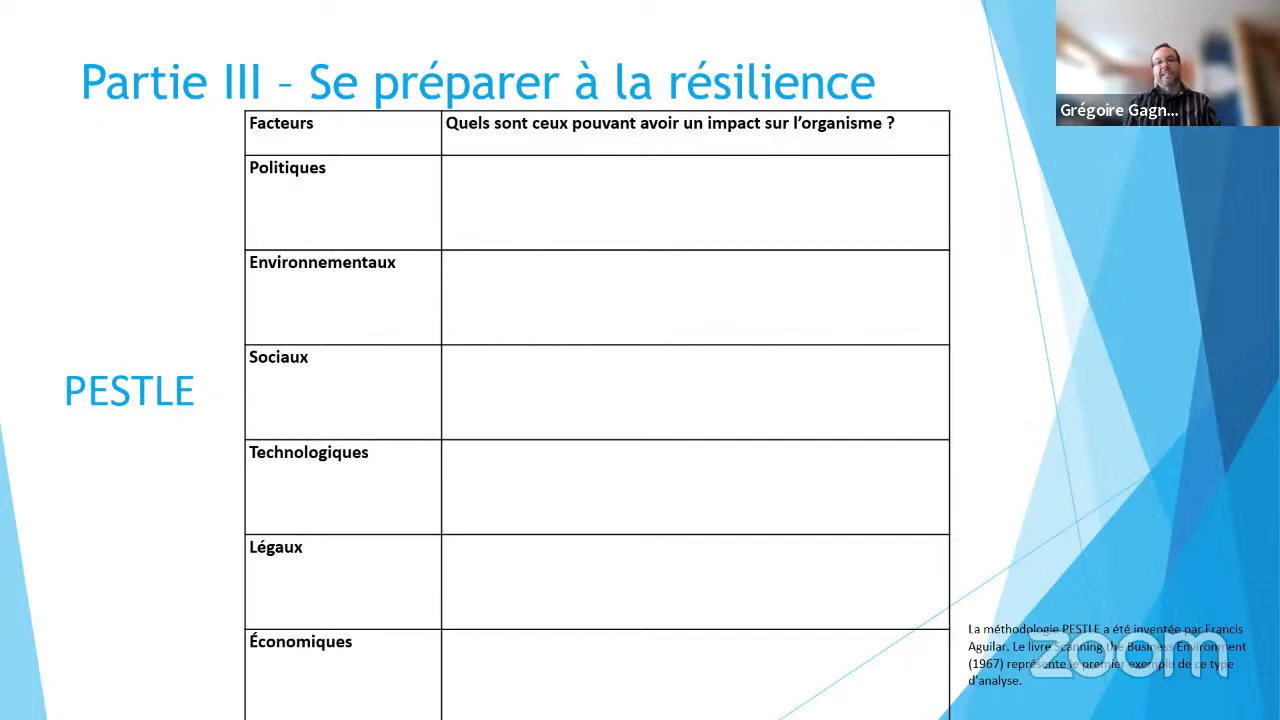 Partie III – Se préparer à la résilience
Grégoire Gagn...
Facteurs
Quels sont ceux pouvant avoir un impact sur l’organisme ?
Politiques
Environnementaux
Sociaux
PESTLE
Technologiques
Légaux
Économiques
La méthodologie PESTLE a été inventée par Francis
Aguilar. Le livre Scanning the Business Environment
(1967) représente le premier exemple de ce type
d'analyse.
zoom